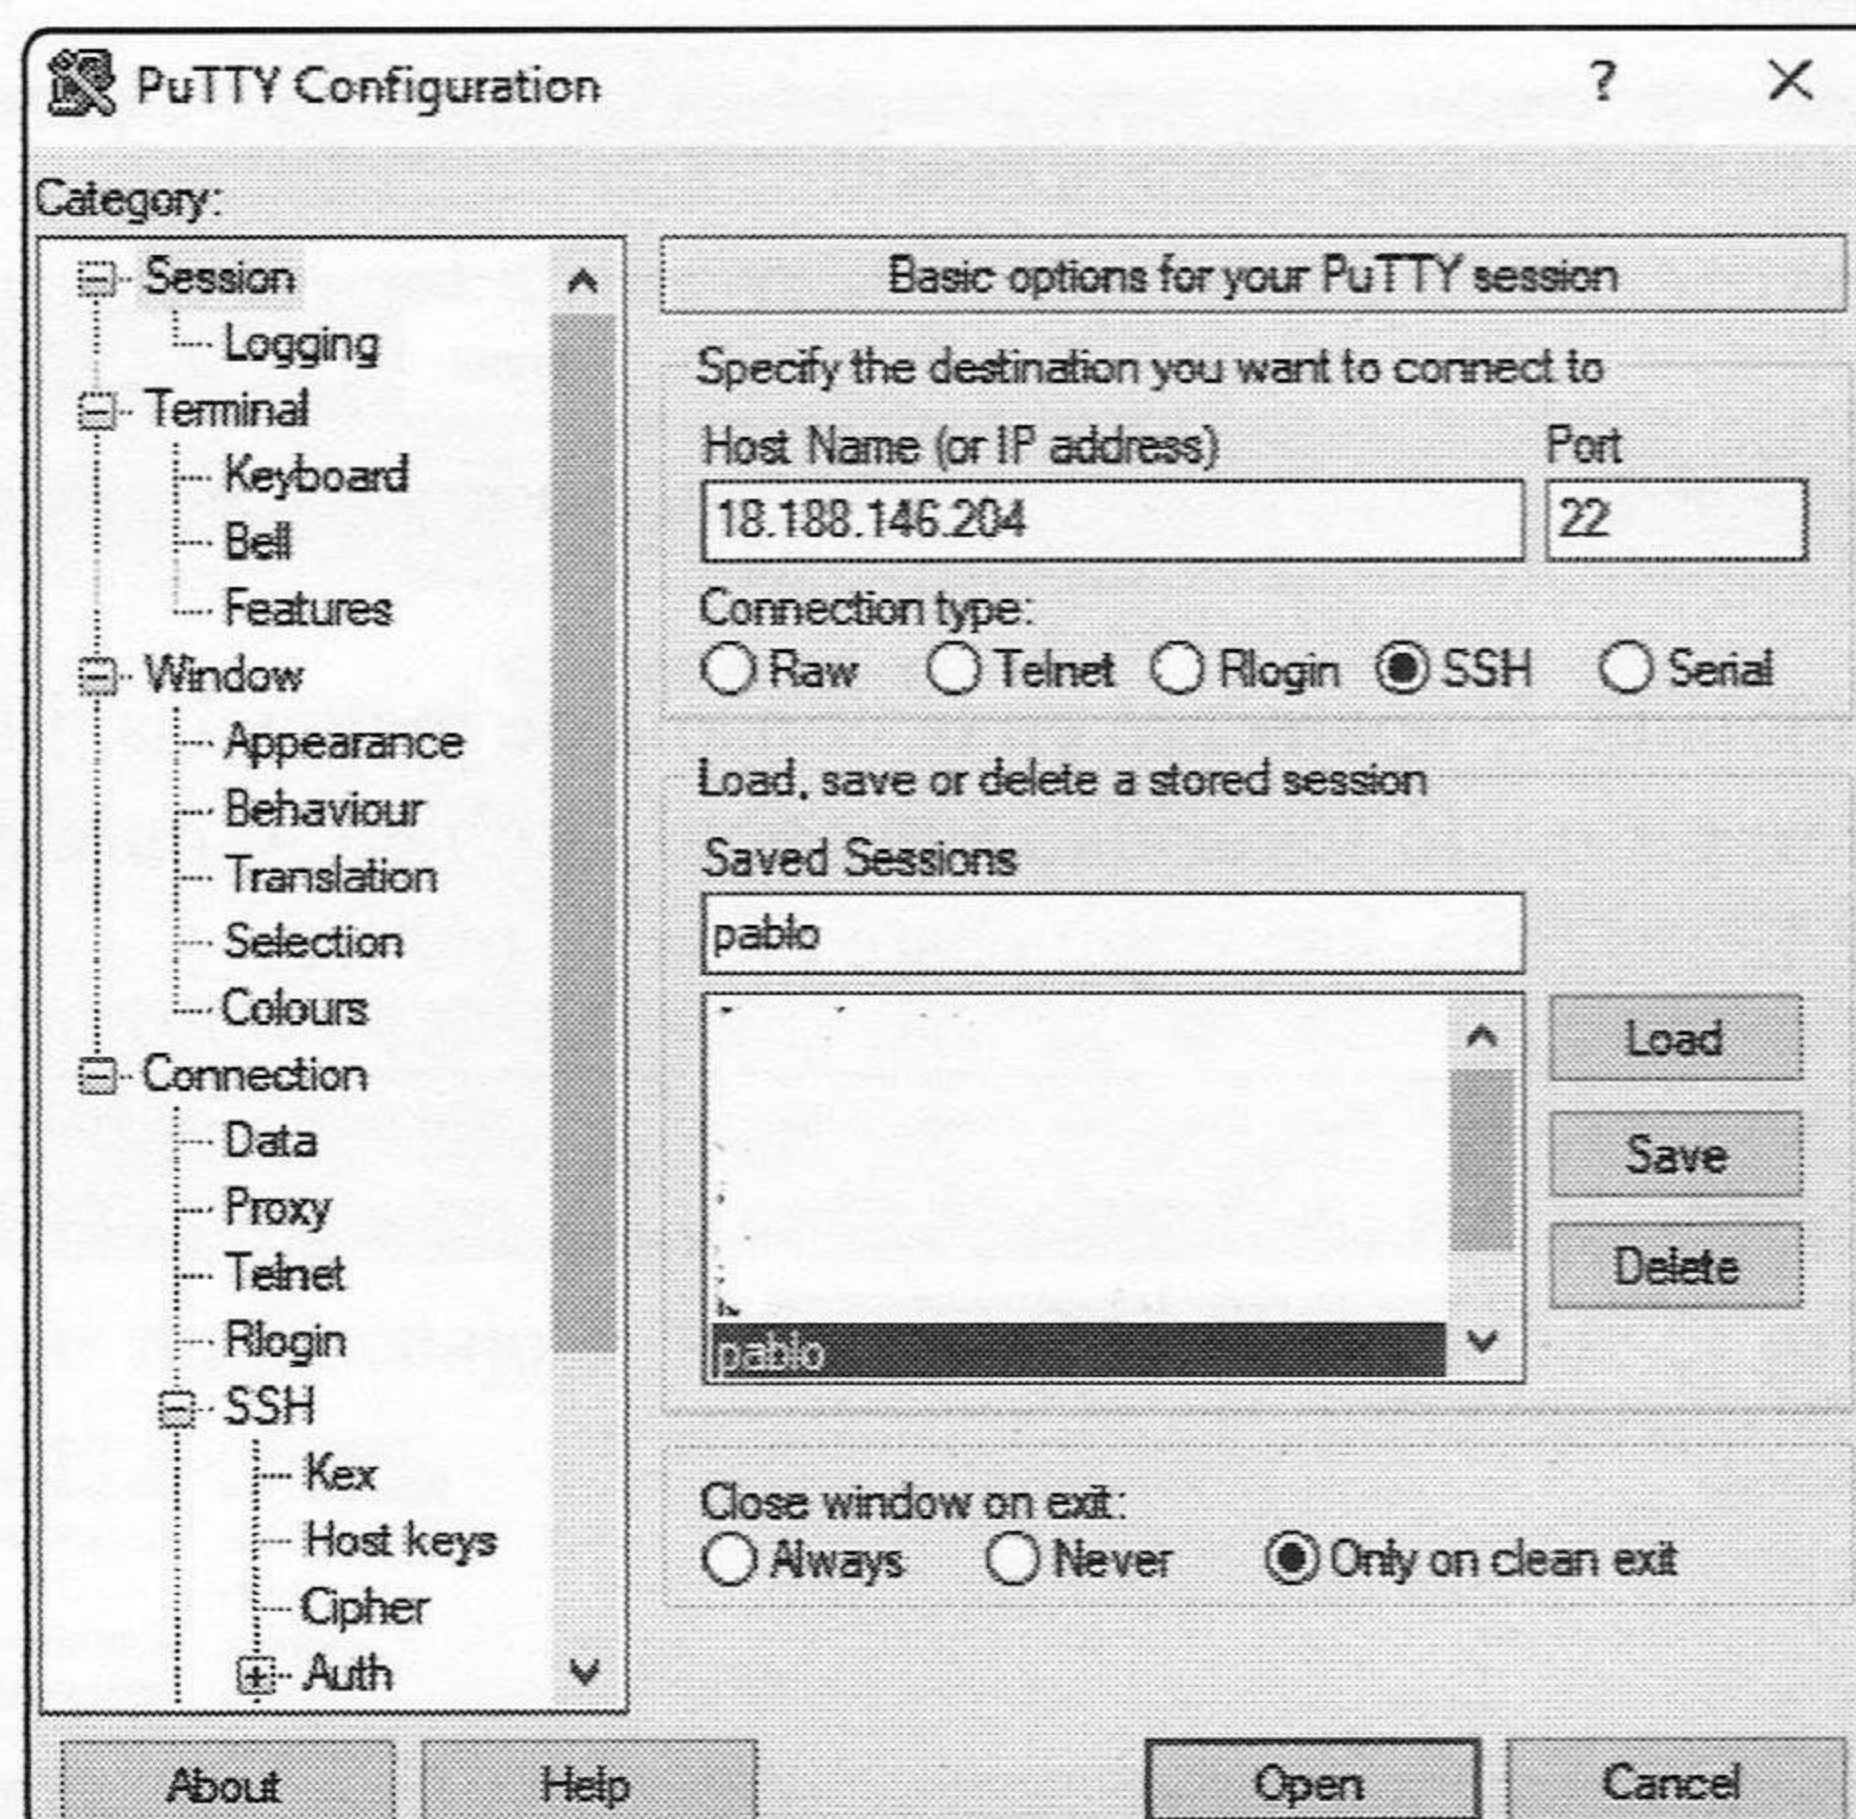 PuTTY Configuration ? X
Category:
Session
Logging
Terminal
Keyboard
Bell
Features
Window
Appearance
Behaviour
Translation
Selection
Colours
Connection
Data
Proxy
Telnet
Rlogin
SSH
Kex
Host keys
Cipher
Auth
Basic options for your PuTTY session
Specify the destination you want to connect to
Host Name (or IP address) Port
18.188.146.204 22
Connection type:
Raw Telnet Rlogin SSH Serial
Load, save or delete a stored session
Saved Sessions
pablo
pablo
Load
Save
Delete
Close window on exit:
Always Never Only on clean exit
About Help Open Cancel